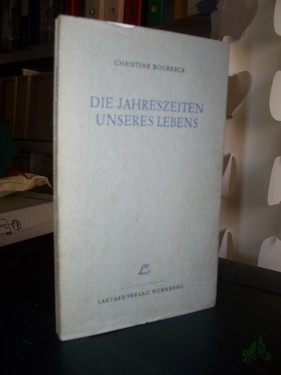 CHRISTINE BOURBECK
DIE JAHRESZEITEN
UNSERES LEBENS
LAETARE-VERLAG NÜRNBERG